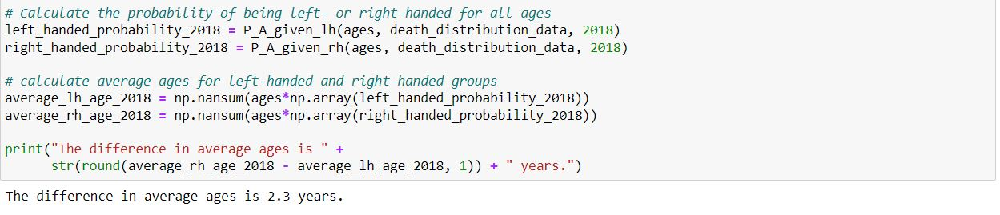 # Calculate the probability of being left- or right-handed for all ages
left_handed_probability_2018 = P_A_given_lh(ages, death_distribution_data, 2018)
right_handed_probability_2018 = P_A_given_rh(ages, death_distribution_data, 2018)
# calculate average ages for left-handed and right-handed groups
average_lh_age_2018 = np.nansum(ages*np.array(left_handed_probability_2018))
average_rh_age_2018 = np.nansum(ages*np.array(right_handed_probability_2018))
print("The difference in average ages is " +
str(round(average_rh_age_2018 - average_lh_age_2018, 1)) + " years.")
The difference in average ages is 2.3 years.